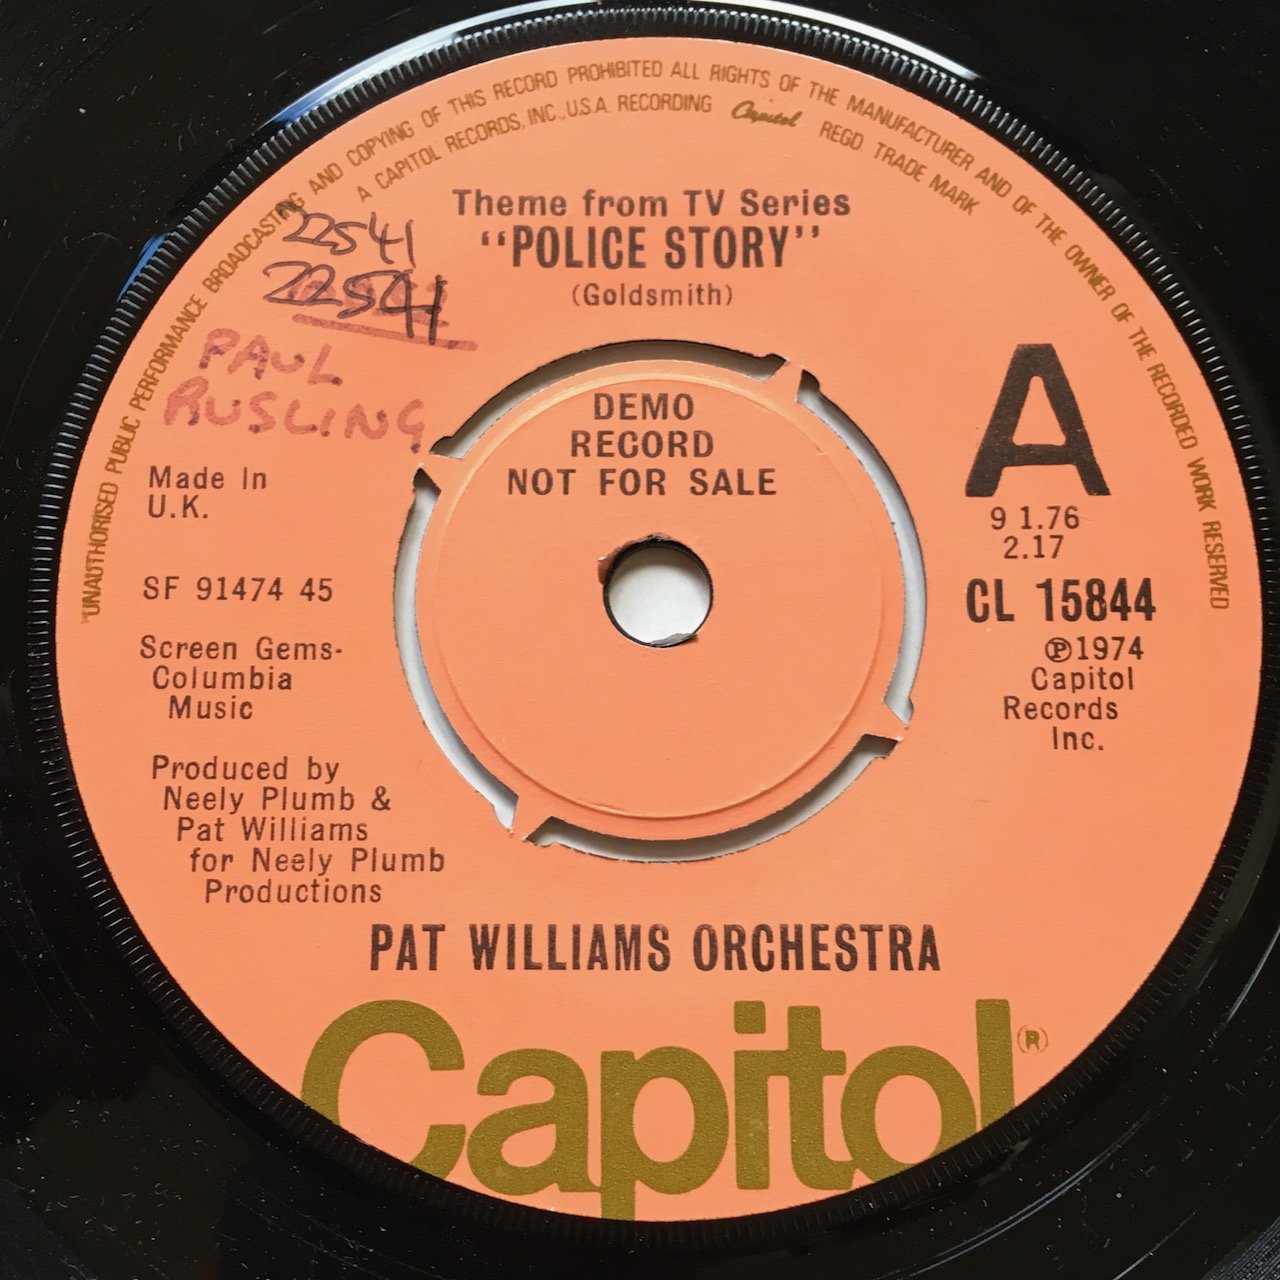 "UNAUTHORISED PUBLIC PERFORMANCE BROADCASTING AND COPYING OF THIS RECORD PROHIBITED ALL RIGHTS OF THE MANUFACTURER AND OF THE OWNER OF THE RECORDED WORK RESERVED
A CAPITOL RECORDS, INC., U.S.A. RECORDING Capitol REGD. TRADE MARK
Theme from TV Series
"POLICE STORY"
(Goldsmith)
22541
22541
PAUL
RUSLING
DEMO
RECORD
NOT FOR SALE
A
9 1.76
2.17
CL 15844
℗1974
Capitol
Records
Inc.
Made In
U.K.
SF 91474 45
Screen Gems-
Columbia
Music
Produced by
Neely Plumb &
Pat Williams
for Neely Plumb
Productions
PAT WILLIAMS ORCHESTRA
Capitol®